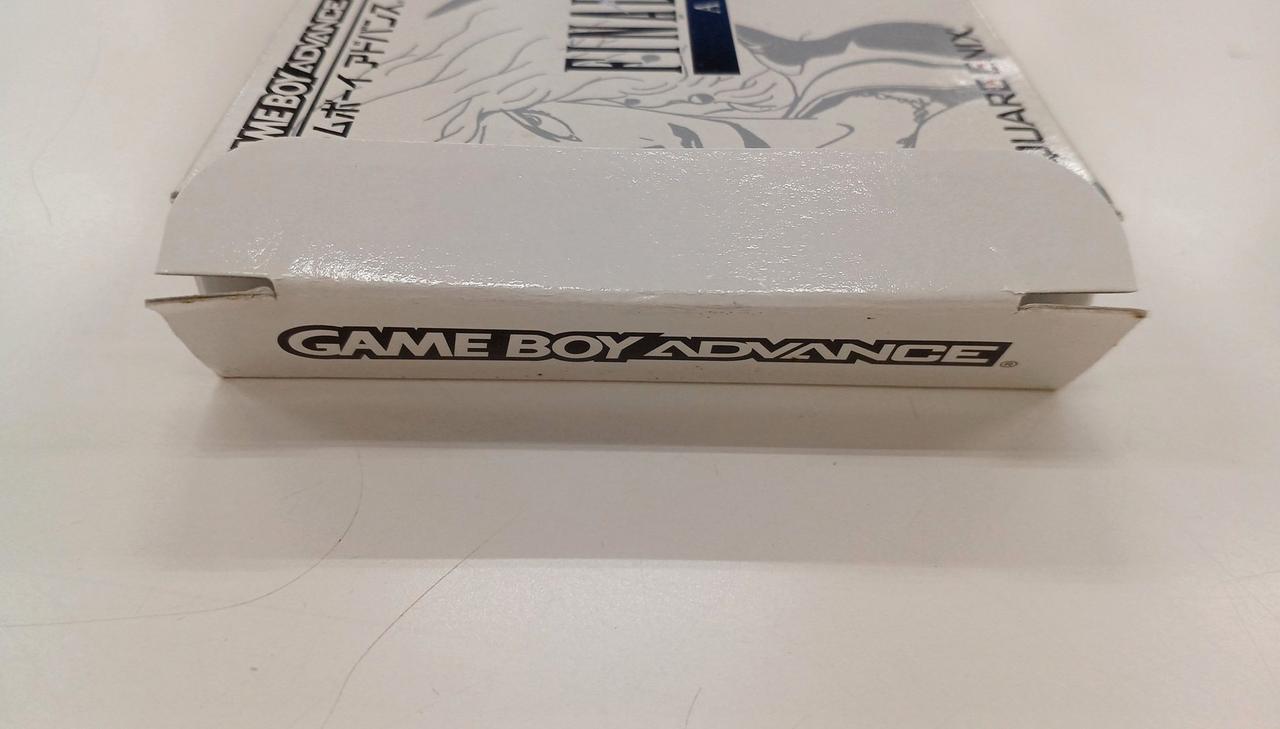 GAME BOY ADVANCE
ムボーイアドバンス
FINAL
A
SQUARE ENIX
GAME BOY ADVANCE®